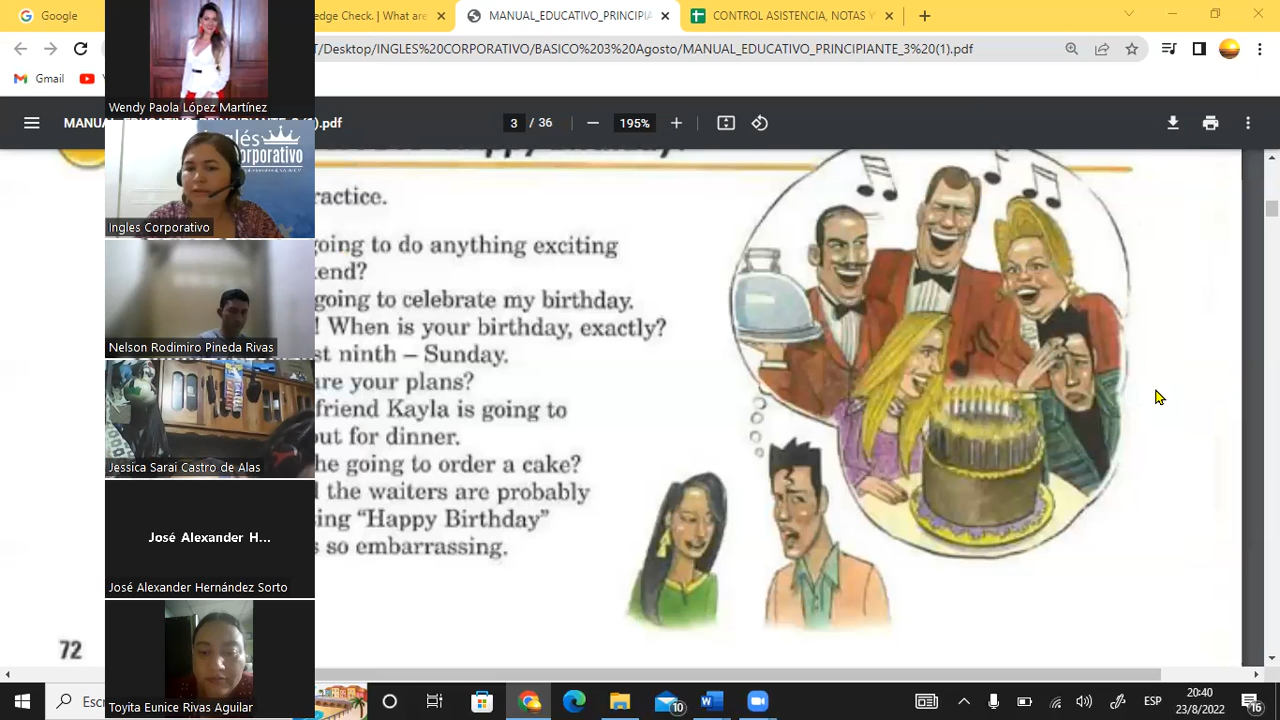 Google
edge Check. | What are
MANUAL_EDUCATIVO_PRINCIPIA
CONTROL ASISTENCIA, NOTAS Y
T/Desktop/INGLES%20CORPORATIVO/BASICO%203%20Agosto/MANUAL_EDUCATIVO_PRINCIPIANTE_3%20(1).pdf
Gmail
3 / 36
195%
Wendy Paola López Martínez
Inglés
Corporativo
Ingles Corporativo
Nelson Rodimiro Pineda Rivas
Jessica Sarai Castro de Alas
José Alexander H...
José Alexander Hernández Sorto
Toyita Eunice Rivas Aguilar
ractice.
going to do anything exciting
kend?
going to celebrate my birthday.
! When is your birthday, exactly?
st ninth – Sunday.
are your plans?
friend Kayla is going to
out for dinner.
he going to order a cake?
d the waiters are probably
sing “Happy Birthday”
s so embarrassing.
72
Esc
10
ESP
20:40
23/8/2022
16